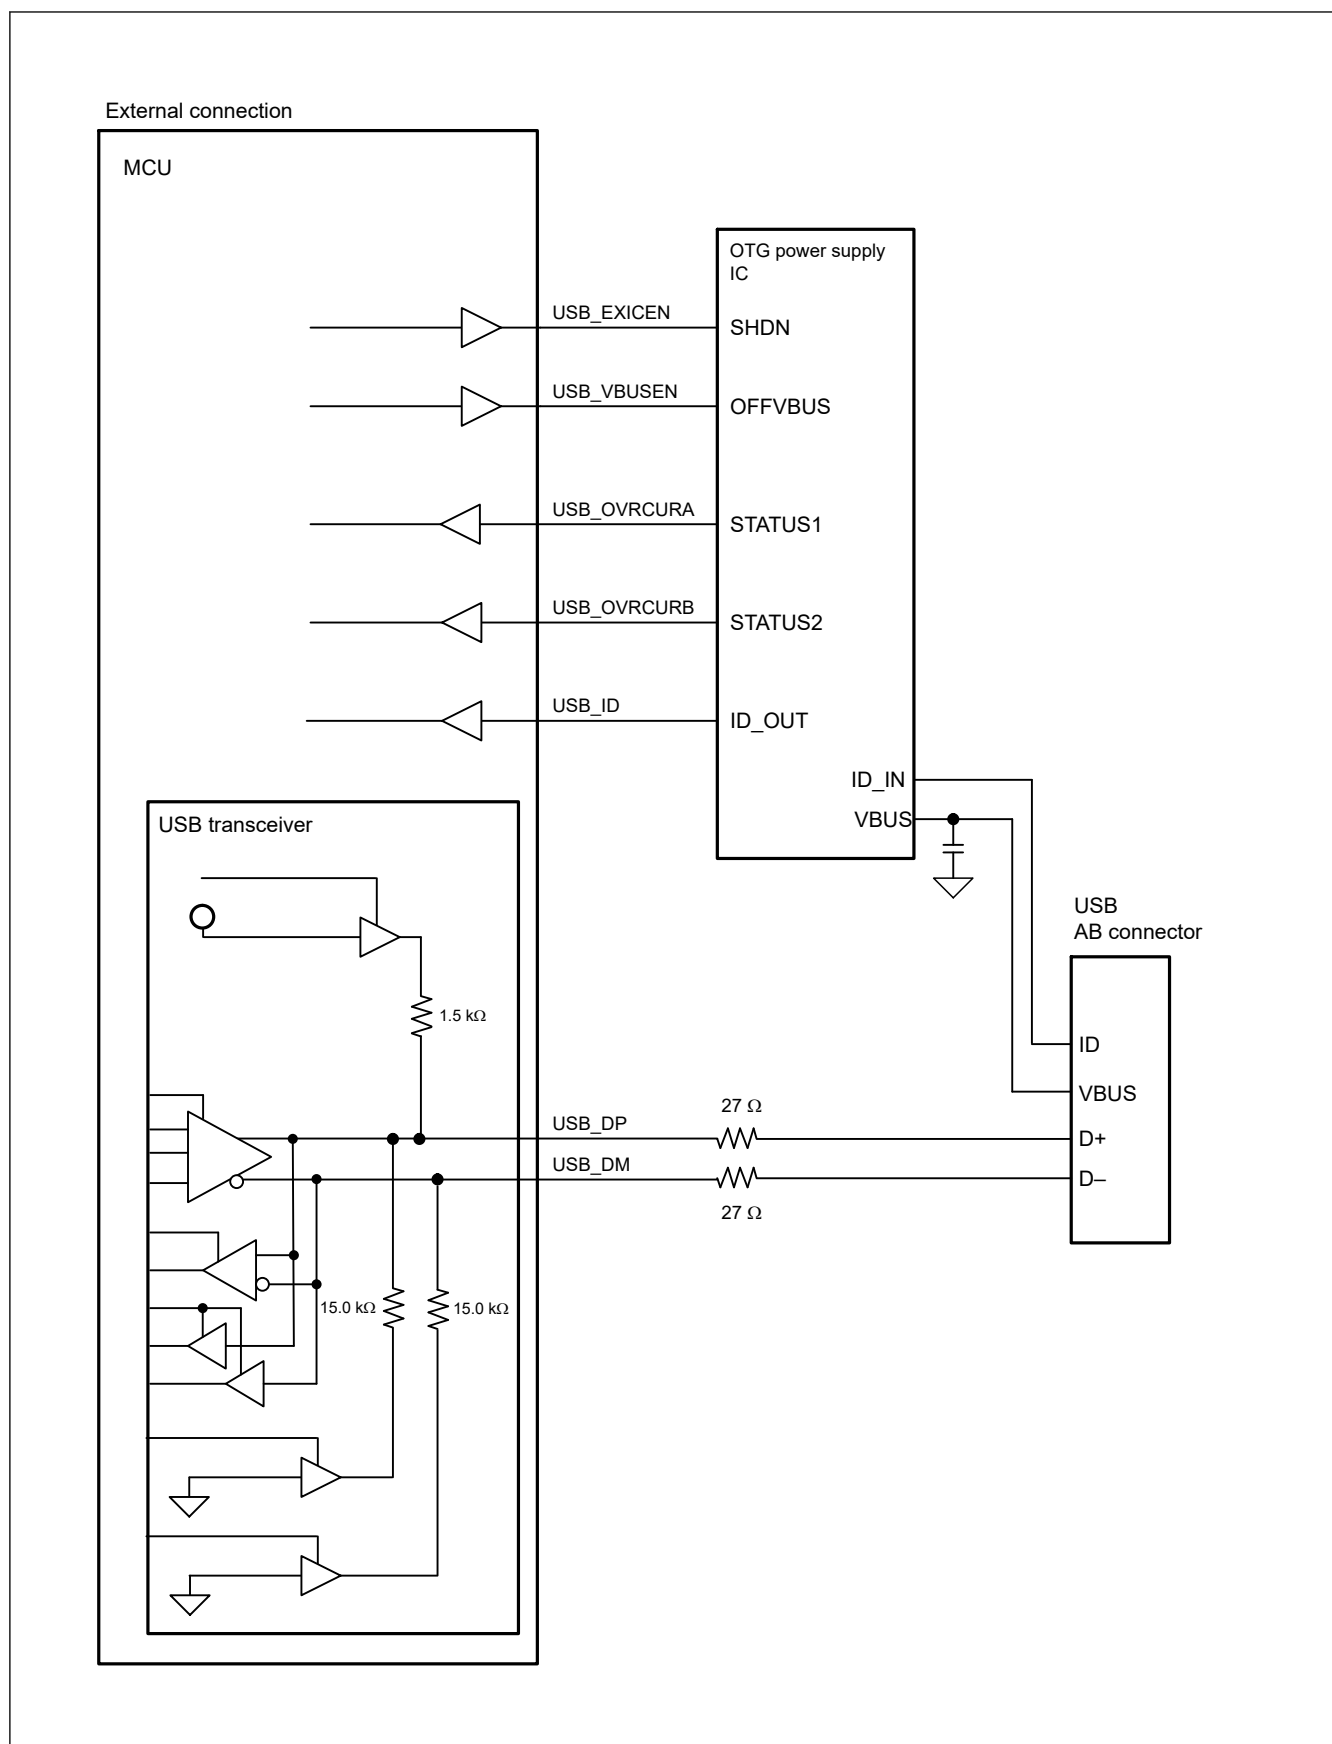 External connection
MCU
OTG power supply
IC
USB_EXICEN
SHDN
USB_VBUSEN
OFFVBUS
USB_OVRCURA
STATUS1
USB_OVRCURB
STATUS2
USB_ID
ID_OUT
ID_IN
VBUS
USB transceiver
USB
AB connector
1.5 kΩ
ID
VBUS
27 Ω
USB_DP
D+
USB_DM
D–
27 Ω
15.0 kΩ
15.0 kΩ